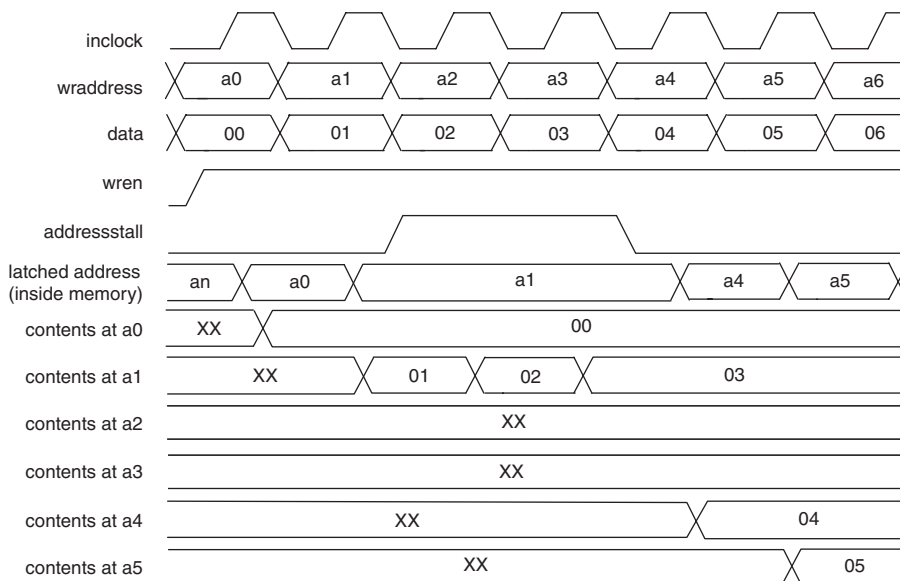 inclock
wraddress a0 a1 a2 a3 a4 a5 a6
data 00 01 02 03 04 05 06
wren
addressstall
latched address
(inside memory) an a0 a1 a4 a5
contents at a0 XX 00
contents at a1 XX 01 02 03
contents at a2 XX
contents at a3 XX
contents at a4 XX 04
contents at a5 XX 05